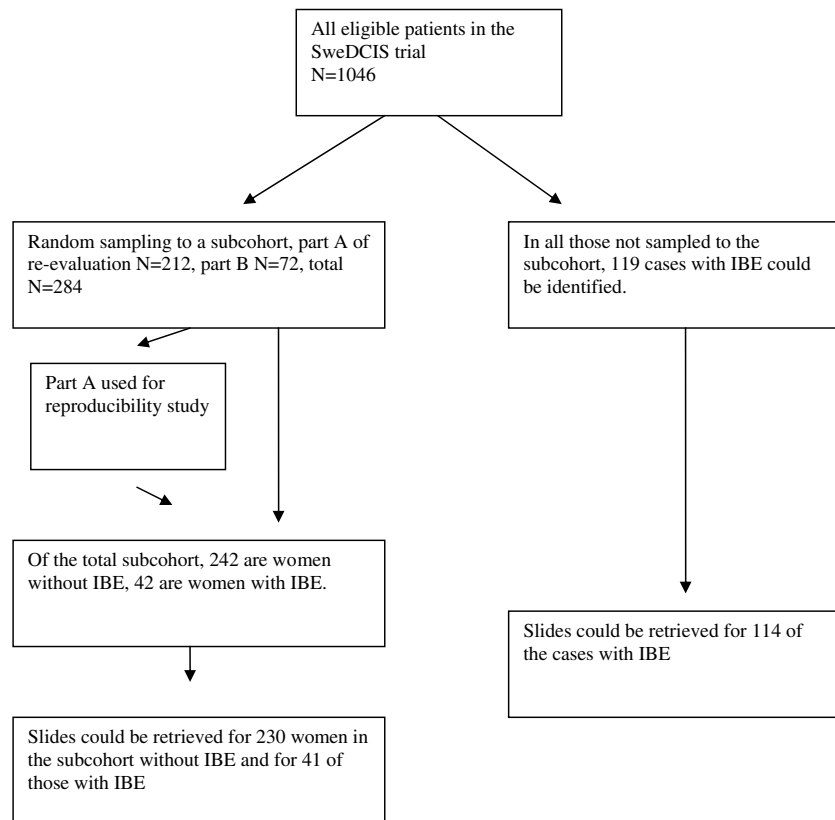 All eligible patients in the
SweDCIS trial
N=1046
Random sampling to a subcohort, part A of
re-evaluation N=212, part B N=72, total
N=284
In all those not sampled to the
subcohort, 119 cases with IBE could
be identified.
Part A used for
reproducibility study
Of the total subcohort, 242 are women
without IBE, 42 are women with IBE.
Slides could be retrieved for 114 of
the cases with IBE
Slides could be retrieved for 230 women in
the subcohort without IBE and for 41 of
those with IBE